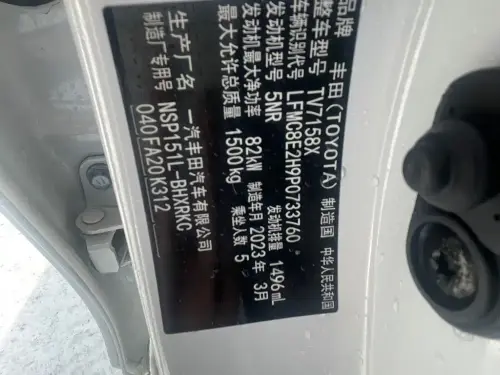 品牌 丰田(TOYOTA) 制造国 中华人民共和国
整车型号 TV7158X
车辆识别代号 LFMC8E2H9P0733760
发动机型号 5NR 发动机排量 1496 mL
发动机最大净功率 82kW 制造年月 2023年 3月
最大允许总质量 1500kg 乘坐人数 5
生产厂名 一汽丰田汽车有限公司
制造厂专用号 NSP151L-BHXRKC
040FA20K312